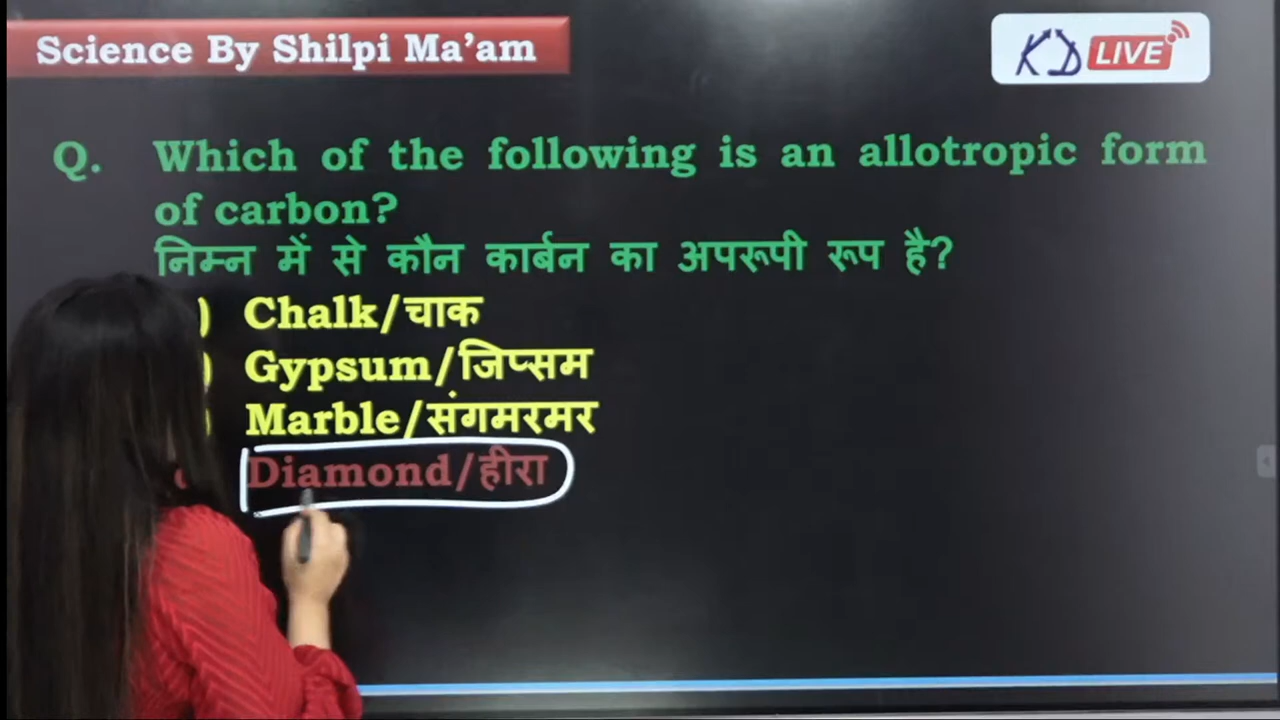 Science By Shilpi Ma'am
KD LIVE
Q. Which of the following is an allotropic form
of carbon?
निम्न में से कौन कार्बन का अपरूपी रूप है?
) Chalk/चाक
) Gypsum/जिप्सम
) Marble/संगमरमर
Diamond/हीरा